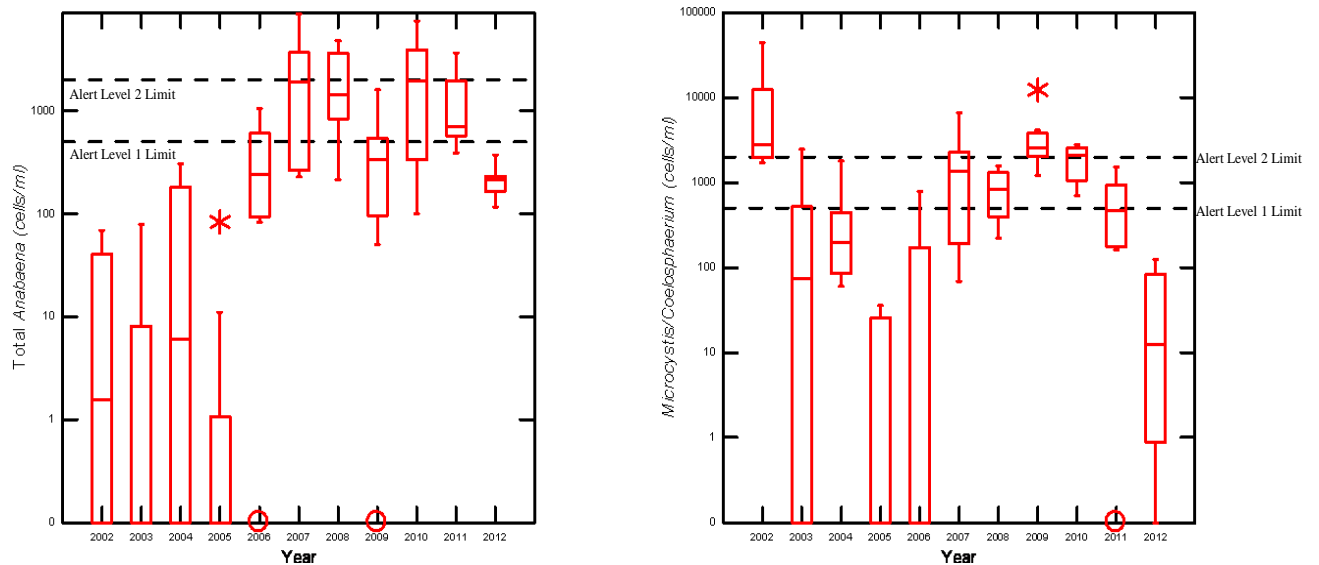 Total Anabaena (cells/ml)
1000
100
10
1
0
Alert Level 2 Limit
Alert Level 1 Limit
2002 2003 2004 2005 2006 2007 2008 2009 2010 2011 2012
Year
Microcystis/Coelosphaerium (cells/ml)
100000
10000
1000
100
10
1
0
Alert Level 2 Limit
Alert Level 1 Limit
2002 2003 2004 2005 2006 2007 2008 2009 2010 2011 2012
Year